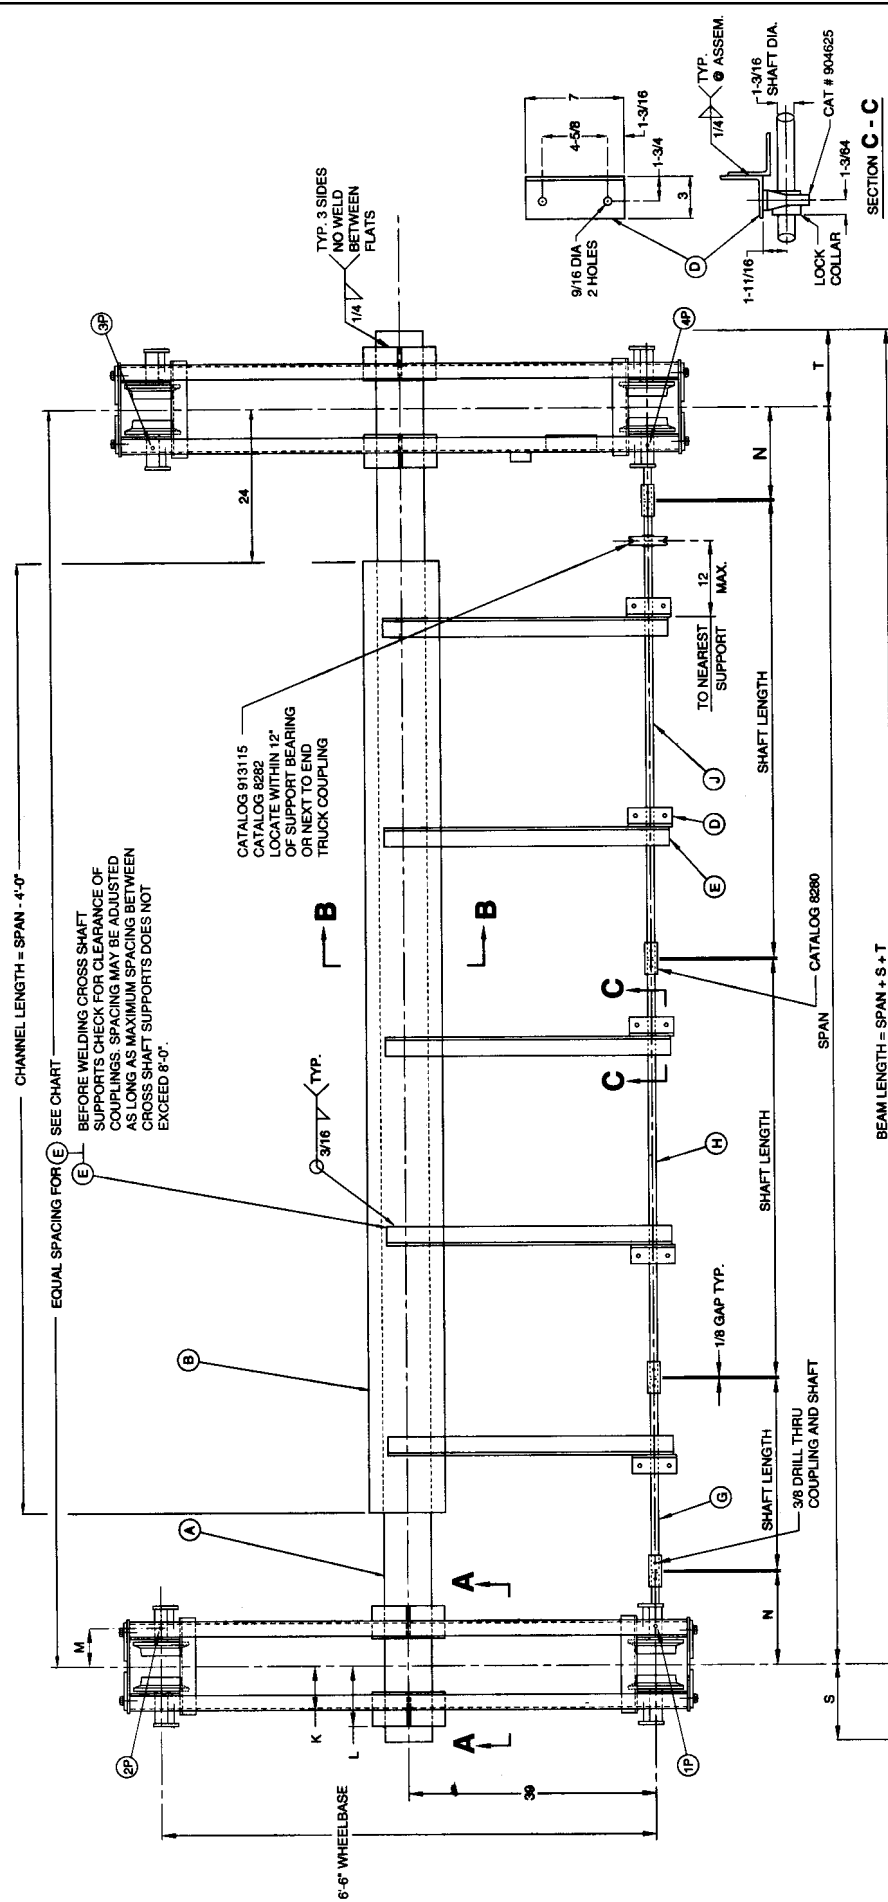 CHANNEL LENGTH = SPAN - 4'-0"
EQUAL SPACING FOR E SEE CHART
E
BEFORE WELDING CROSS SHAFT
SUPPORTS CHECK FOR CLEARANCE OF
COUPLINGS. SPACING MAY BE ADJUSTED
AS LONG AS MAXIMUM SPACING BETWEEN
CROSS SHAFT SUPPORTS DOES NOT
EXCEED 8'-0".
CATALOG 913115
CATALOG 8282
LOCATE WITHIN 12"
OF SUPPORT BEARING
OR NEXT TO END
TRUCK COUPLING
TYP. 3 SIDES
NO WELD
BETWEEN
FLATS
1/4
24
3P
2P
M
A
B
3/16
TYP.
B
B
K
L
A
A
6'-6" WHEELBASE
39
1P
4P
C
C
E
D
J
H
G
TO NEAREST
SUPPORT
12
MAX.
N
T
N
S
SHAFT LENGTH
SHAFT LENGTH
SHAFT LENGTH
1/8 GAP TYP.
3/8 DRILL THRU
COUPLING AND SHAFT
CATALOG 8280
SPAN
BEAM LENGTH = SPAN + S + T
7
4-5/8
1-3/16
1-3/4
3
9/16 DIA
2 HOLES
D
1/4
TYP.
@ ASSEM.
1-3/16
SHAFT DIA.
CAT # 904625
1-3/64
1-11/16
LOCK
COLLAR
SECTION C - C